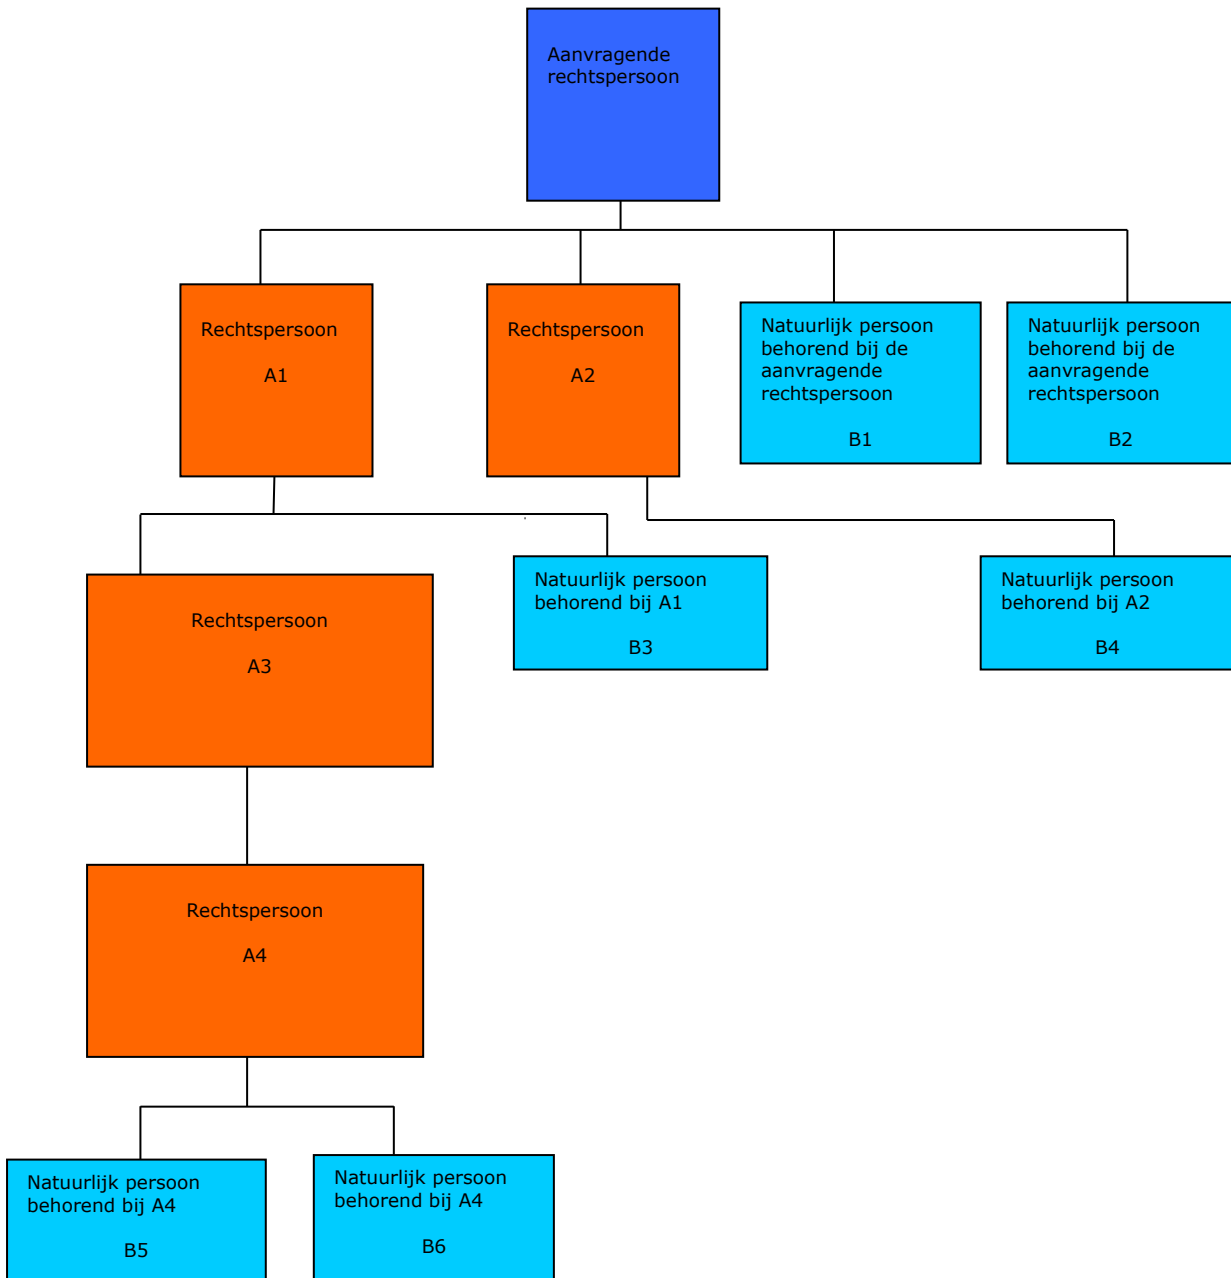 Aanvragende
rechtspersoon
Rechtspersoon
A1
Rechtspersoon
A2
Natuurlijk persoon
behorend bij de
aanvragende
rechtspersoon
B1
Natuurlijk persoon
behorend bij de
aanvragende
rechtspersoon
B2
Rechtspersoon
A3
Natuurlijk persoon
behorend bij A1
B3
Natuurlijk persoon
behorend bij A2
B4
Rechtspersoon
A4
Natuurlijk persoon
behorend bij A4
B5
Natuurlijk persoon
behorend bij A4
B6